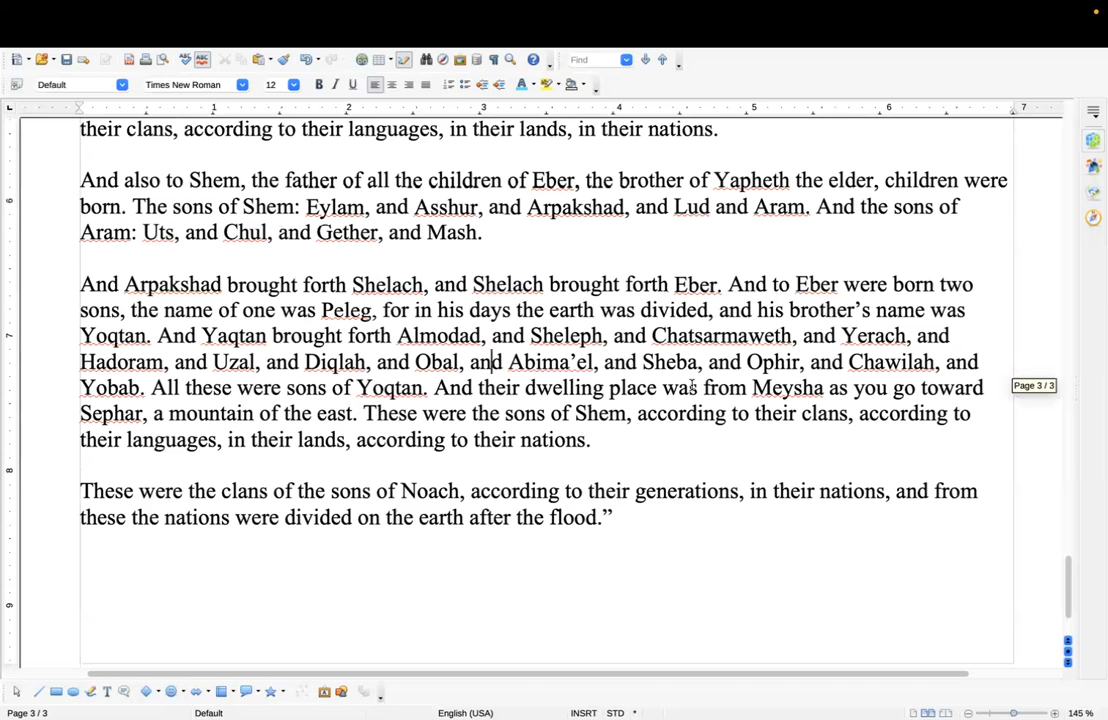 Find
Default
Times New Roman
12
B I U
1 2 3 4 5 6 7
their clans, according to their languages, in their lands, in their nations.
And also to Shem, the father of all the children of Eber, the brother of Yapheth the elder, children were
born. The sons of Shem: Eylam, and Asshur, and Arpakshad, and Lud and Aram. And the sons of
Aram: Uts, and Chul, and Gether, and Mash.
And Arpakshad brought forth Shelach, and Shelach brought forth Eber. And to Eber were born two
sons, the name of one was Peleg, for in his days the earth was divided, and his brother’s name was
Yoqtan. And Yaqtan brought forth Almodad, and Sheleph, and Chatsarmaweth, and Yerach, and
Hadoram, and Uzal, and Diqlah, and Obal, and Abima’el, and Sheba, and Ophir, and Chawilah, and
Yobab. All these were sons of Yoqtan. And their dwelling place was from Meysha as you go toward
Page 3 / 3
Sephar, a mountain of the east. These were the sons of Shem, according to their clans, according to
their languages, in their lands, according to their nations.
These were the clans of the sons of Noach, according to their generations, in their nations, and from
these the nations were divided on the earth after the flood.”
6
7
8
9
Page 3 / 3
Default
English (USA)
INSRT
STD
*
145 %